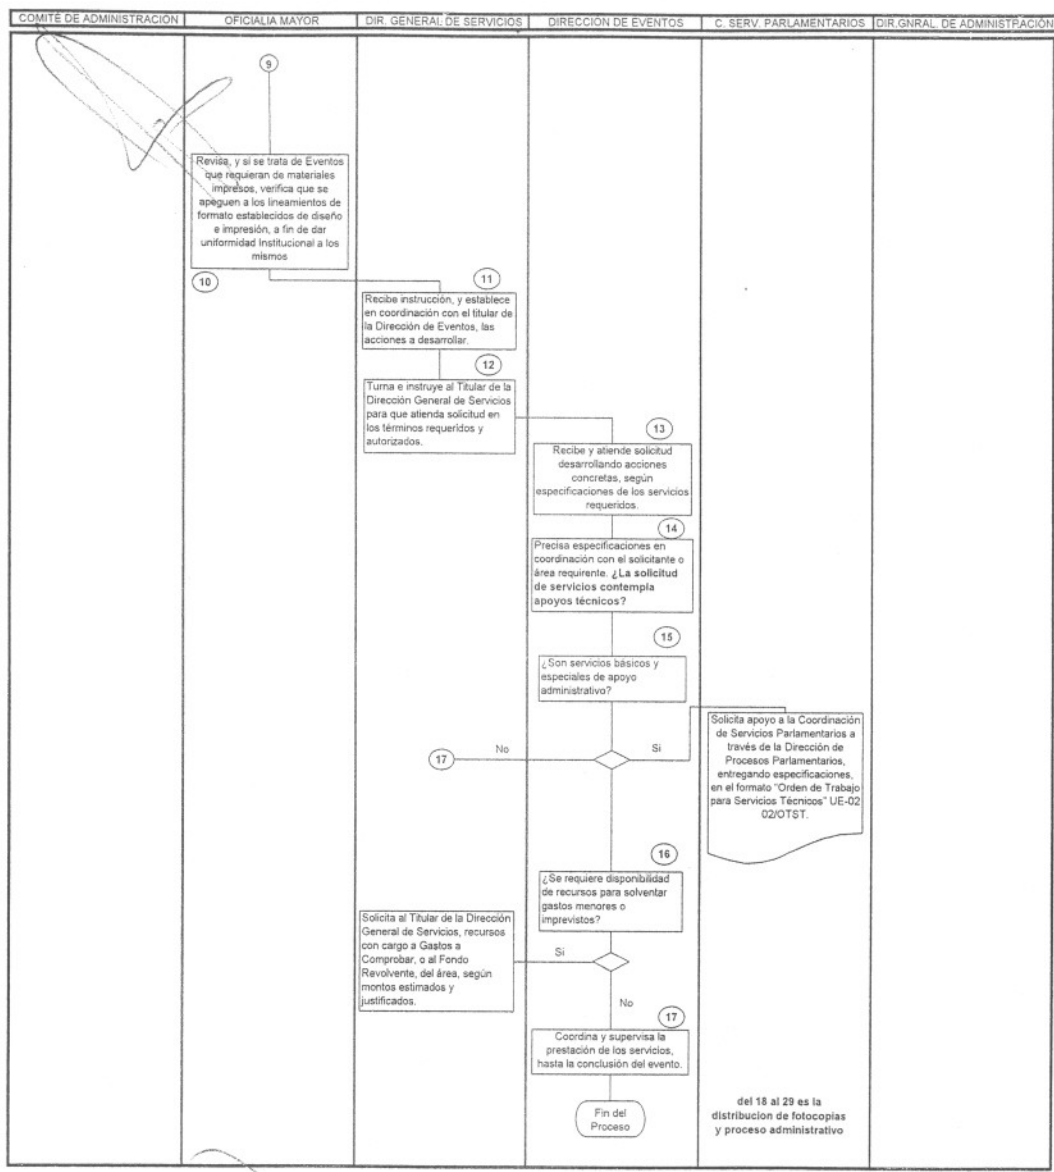 COMITÉ DE ADMINISTRACIÓN
OFICIALIA MAYOR
DIR. GENERAL DE SERVICIOS
DIRECCIÓN DE EVENTOS
C. SERV. PARLAMENTARIOS
DIR.GNRAL. DE ADMINISTRACIÓN
9
Revisa, y si se trata de Eventos
que requieran de materiales
impresos, verifica que se
apeguen a los lineamientos de
formato establecidos de diseño
e impresión, a fin de dar
uniformidad Institucional a los
mismos
10
11
Recibe instrucción, y establece
en coordinación con el titular de
la Dirección de Eventos, las
acciones a desarrollar.
12
Turna e instruye al Titular de la
Dirección General de Servicios
para que atienda solicitud en
los términos requeridos y
autorizados.
13
Recibe y atiende solicitud
desarrollando acciones
concretas, según
especificaciones de los servicios
requeridos.
14
Precisa especificaciones en
coordinación con el solicitante o
área requirente. ¿La solicitud
de servicios contempla
apoyos técnicos?
15
¿Son servicios básicos y
especiales de apoyo
administrativo?
17
No
Si
Solicita apoyo a la Coordinación
de Servicios Parlamentarios a
través de la Dirección de
Procesos Parlamentarios,
entregando especificaciones,
en el formato "Orden de Trabajo
para Servicios Técnicos" UE-02
02/OTST.
16
¿Se requiere disponibilidad
de recursos para solventar
gastos menores o
imprevistos?
Solicita al Titular de la Dirección
General de Servicios, recursos
con cargo a Gastos a
Comprobar, o al Fondo
Revolvente, del área, según
montos estimados y
justificados.
Si
No
17
Coordina y supervisa la
prestación de los servicios,
hasta la conclusión del evento.
Fin del
Proceso
del 18 al 29 es la
distribucion de fotocopias
y proceso administrativo